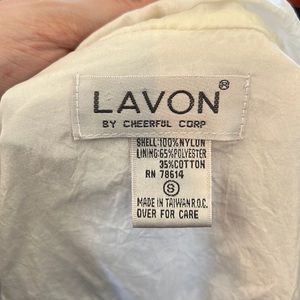 LAVON®
BY CHEERFUL CORP
SHELL:100%NYLON
LINING:65%POLYESTER
35%COTTON
RN 78614
S
MADE IN TAIWAN R.O.C.
OVER FOR CARE